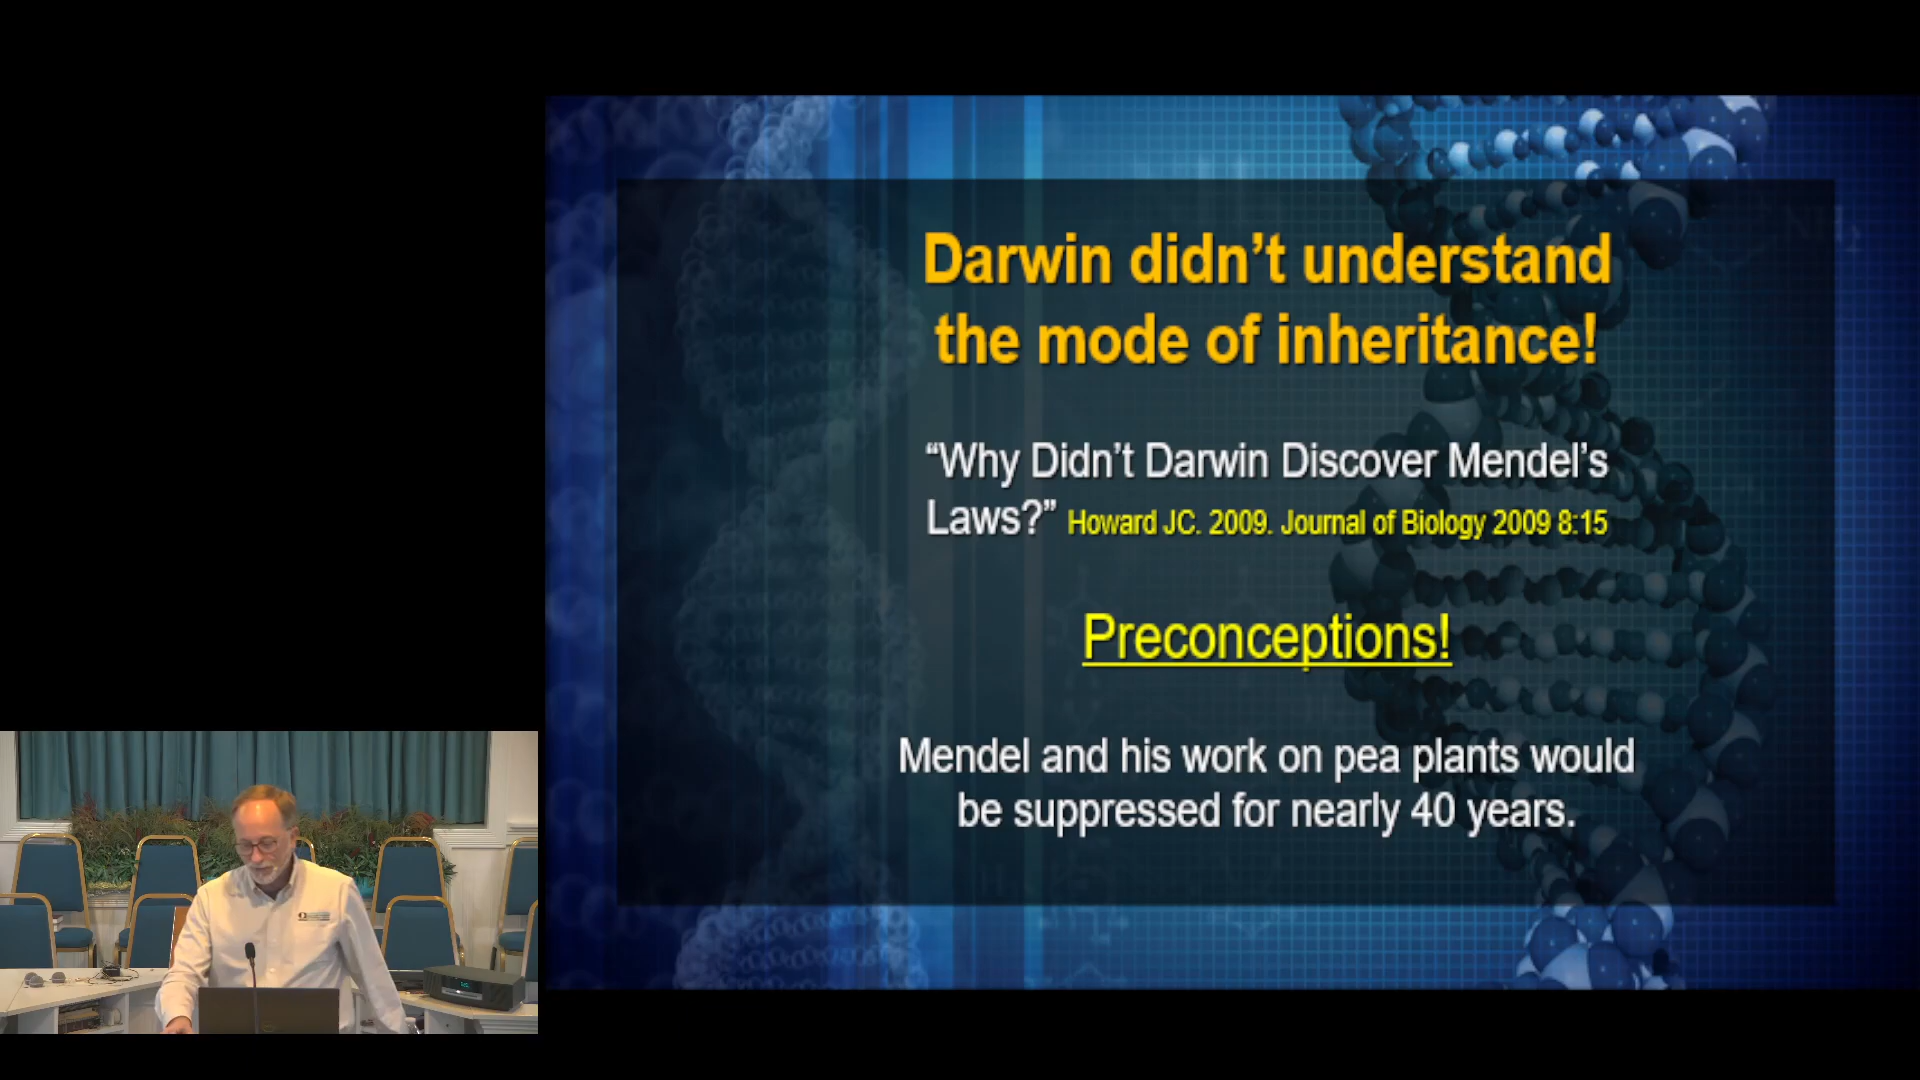 Darwin didn’t understand
the mode of inheritance!
“Why Didn’t Darwin Discover Mendel’s
Laws?” Howard JC. 2009. Journal of Biology 2009 8:15
Preconceptions!
Mendel and his work on pea plants would
be suppressed for nearly 40 years.